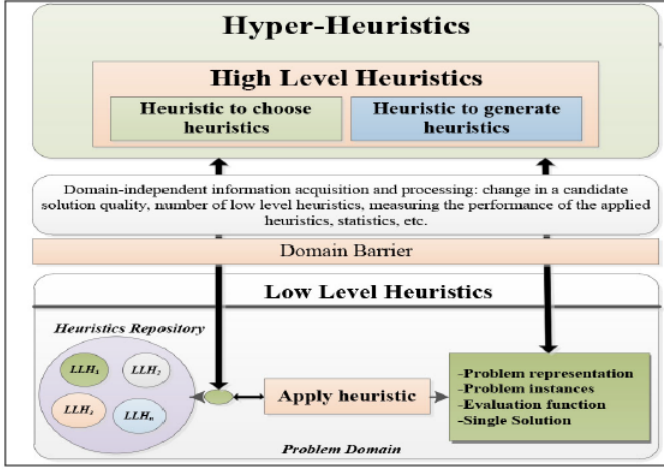 Hyper-Heuristics
High Level Heuristics
Heuristic to choose
heuristics
Heuristic to generate
heuristics
Domain-independent information acquisition and processing: change in a candidate
solution quality, number of low level heuristics, measuring the performance of the applied
heuristics, statistics, etc.
Domain Barrier
Low Level Heuristics
Heuristics Repository
LLH₁
LLH₂
LLH₃
LLHₙ
Apply heuristic
-Problem representation
-Problem instances
-Evaluation function
-Single Solution
Problem Domain